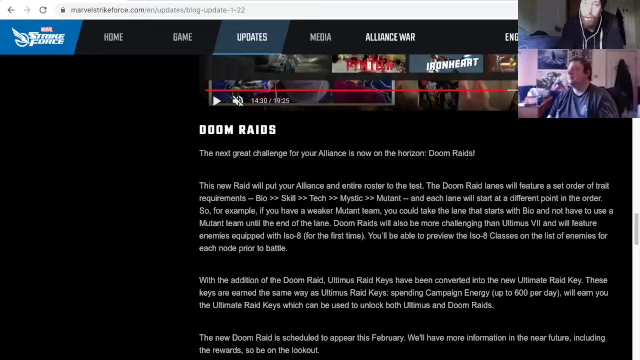 marvelstrikeforce.com/en/updates/blog-update-1-22
MARVEL
STRIKE
FORCE
HOME
GAME
UPDATES
MEDIA
ALLIANCE WAR
ENG
IRONHEART
14:30 / 19:25
DOOM RAIDS
The next great challenge for your Alliance is now on the horizon: Doom Raids!
This new Raid will put your Alliance and entire roster to the test. The Doom Raid lanes will feature a set order of trait
requirements -- Bio >> Skill >> Tech >> Mystic >> Mutant -- and each lane will start at a different point in the order.
So, for example, if you have a weaker Mutant team, you could take the lane that starts with Bio and not have to use a
Mutant team until the end of the lane. Doom Raids will also be more challenging than Ultimus VII and will feature
enemies equipped with Iso-8 (for the first time). You'll be able to preview the Iso-8 Classes on the list of enemies for
each node prior to battle.
With the addition of the Doom Raid, Ultimus Raid Keys have been converted into the new Ultimate Raid Key. These
keys are earned the same way as Ultimus Raid Keys: spending Campaign Energy (up to 600 per day), will earn you
the Ultimate Raid Keys which can be used to unlock both Ultimus and Doom Raids.
The new Doom Raid is scheduled to appear this February. We'll have more information in the near future, including
the rewards, so be on the lookout.